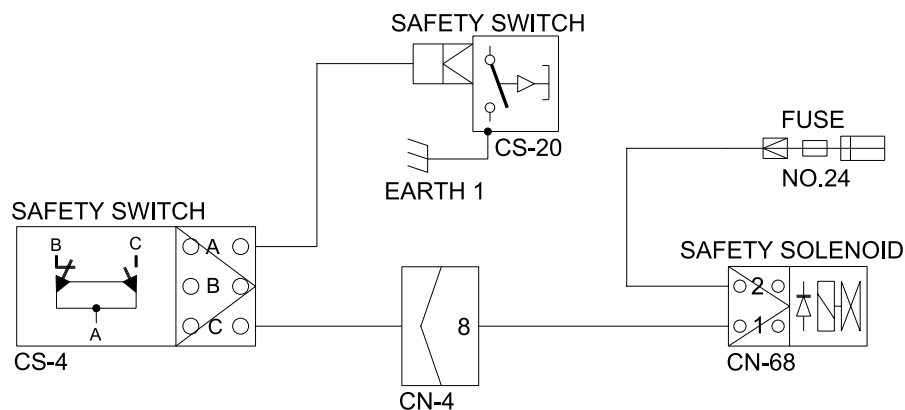 SAFETY SWITCH
CS-20
EARTH 1
FUSE
NO.24
SAFETY SWITCH
B C
A
A
B
C
CS-4
8
CN-4
SAFETY SOLENOID
2
1
CN-68